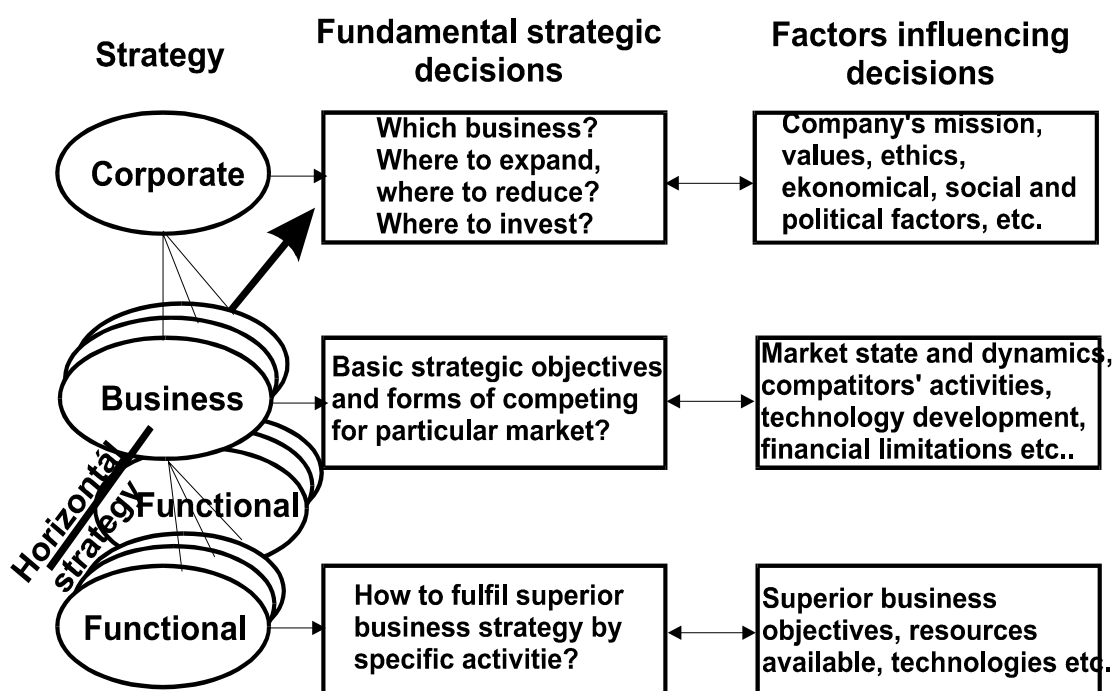 Strategy
Fundamental strategic
decisions
Factors influencing
decisions
Corporate
Which business?
Where to expand,
where to reduce?
Where to invest?
Company's mission,
values, ethics,
ekonomical, social and
political factors, etc.
Business
Basic strategic objectives
and forms of competing
for particular market?
Market state and dynamics,
compatitors' activities,
technology development,
financial limitations etc..
Horizontál
strategy
Functional
Functional
How to fulfil superior
business strategy by
specific activitie?
Superior business
objectives, resources
available, technologies etc.